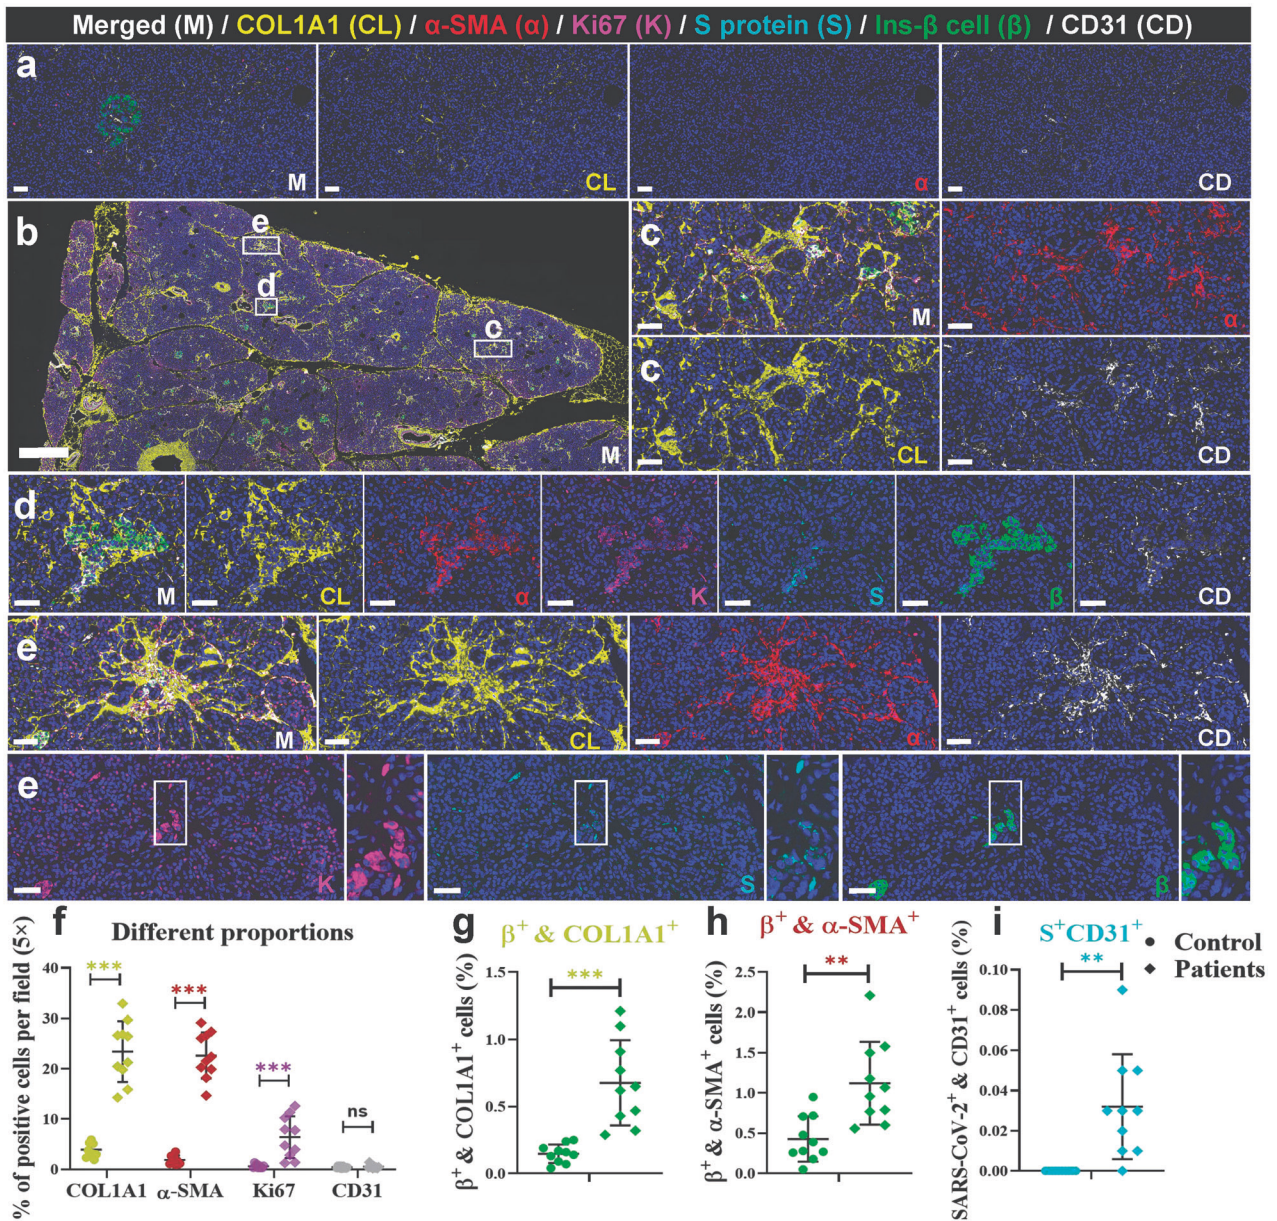 Merged (M) / COL1A1 (CL) / α-SMA (α) / Ki67 (K) / S protein (S) / Ins-β cell (β) / CD31 (CD)
a
M
CL
α
CD
b
e
d
c
M
c
M
α
c
CL
CD
d
M
CL
α
K
S
β
CD
e
M
CL
α
CD
e
K
S
β
f
Different proportions
% of positive cells per field (5×)
40
30
20
10
0
***
***
***
ns
COL1A1
α-SMA
Ki67
CD31
g
β⁺ & COL1A1⁺
β⁺ & COL1A1⁺ cells (%)
1.5
1.0
0.5
0.0
***
h
β⁺ & α-SMA⁺
β⁺ & α-SMA⁺ cells (%)
2.5
2.0
1.5
1.0
0.5
0.0
**
i
S⁺CD31⁺
SARS-CoV-2⁺ & CD31⁺ cells (%)
0.10
0.08
0.06
0.04
0.02
0.00
**
Control
Patients